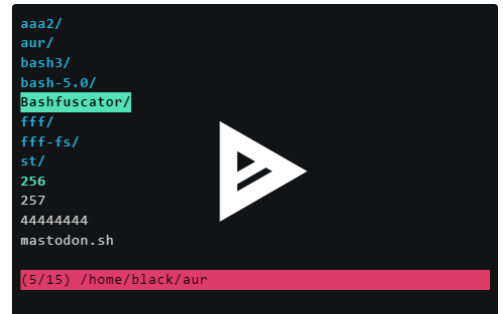 aaa2/
aur/
bash3/
bash-5.0/
Bashfuscator/
fff/
fff-fs/
st/
256
257
44444444
mastodon.sh
(5/15) /home/black/aur